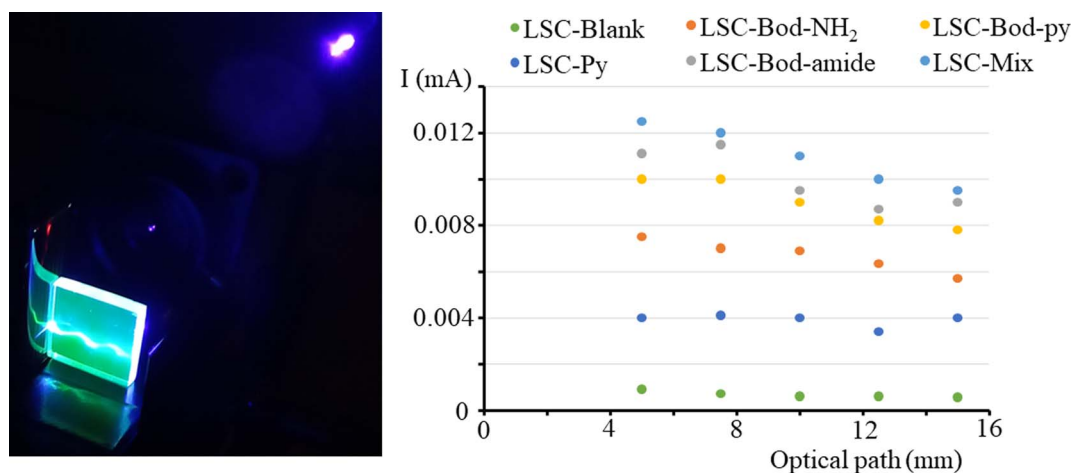 LSC-Blank LSC-Bod-NH₂ LSC-Bod-py
LSC-Py LSC-Bod-amide LSC-Mix
I (mA)
0.012
0.008
0.004
0
0 4 8 12 16
Optical path (mm)